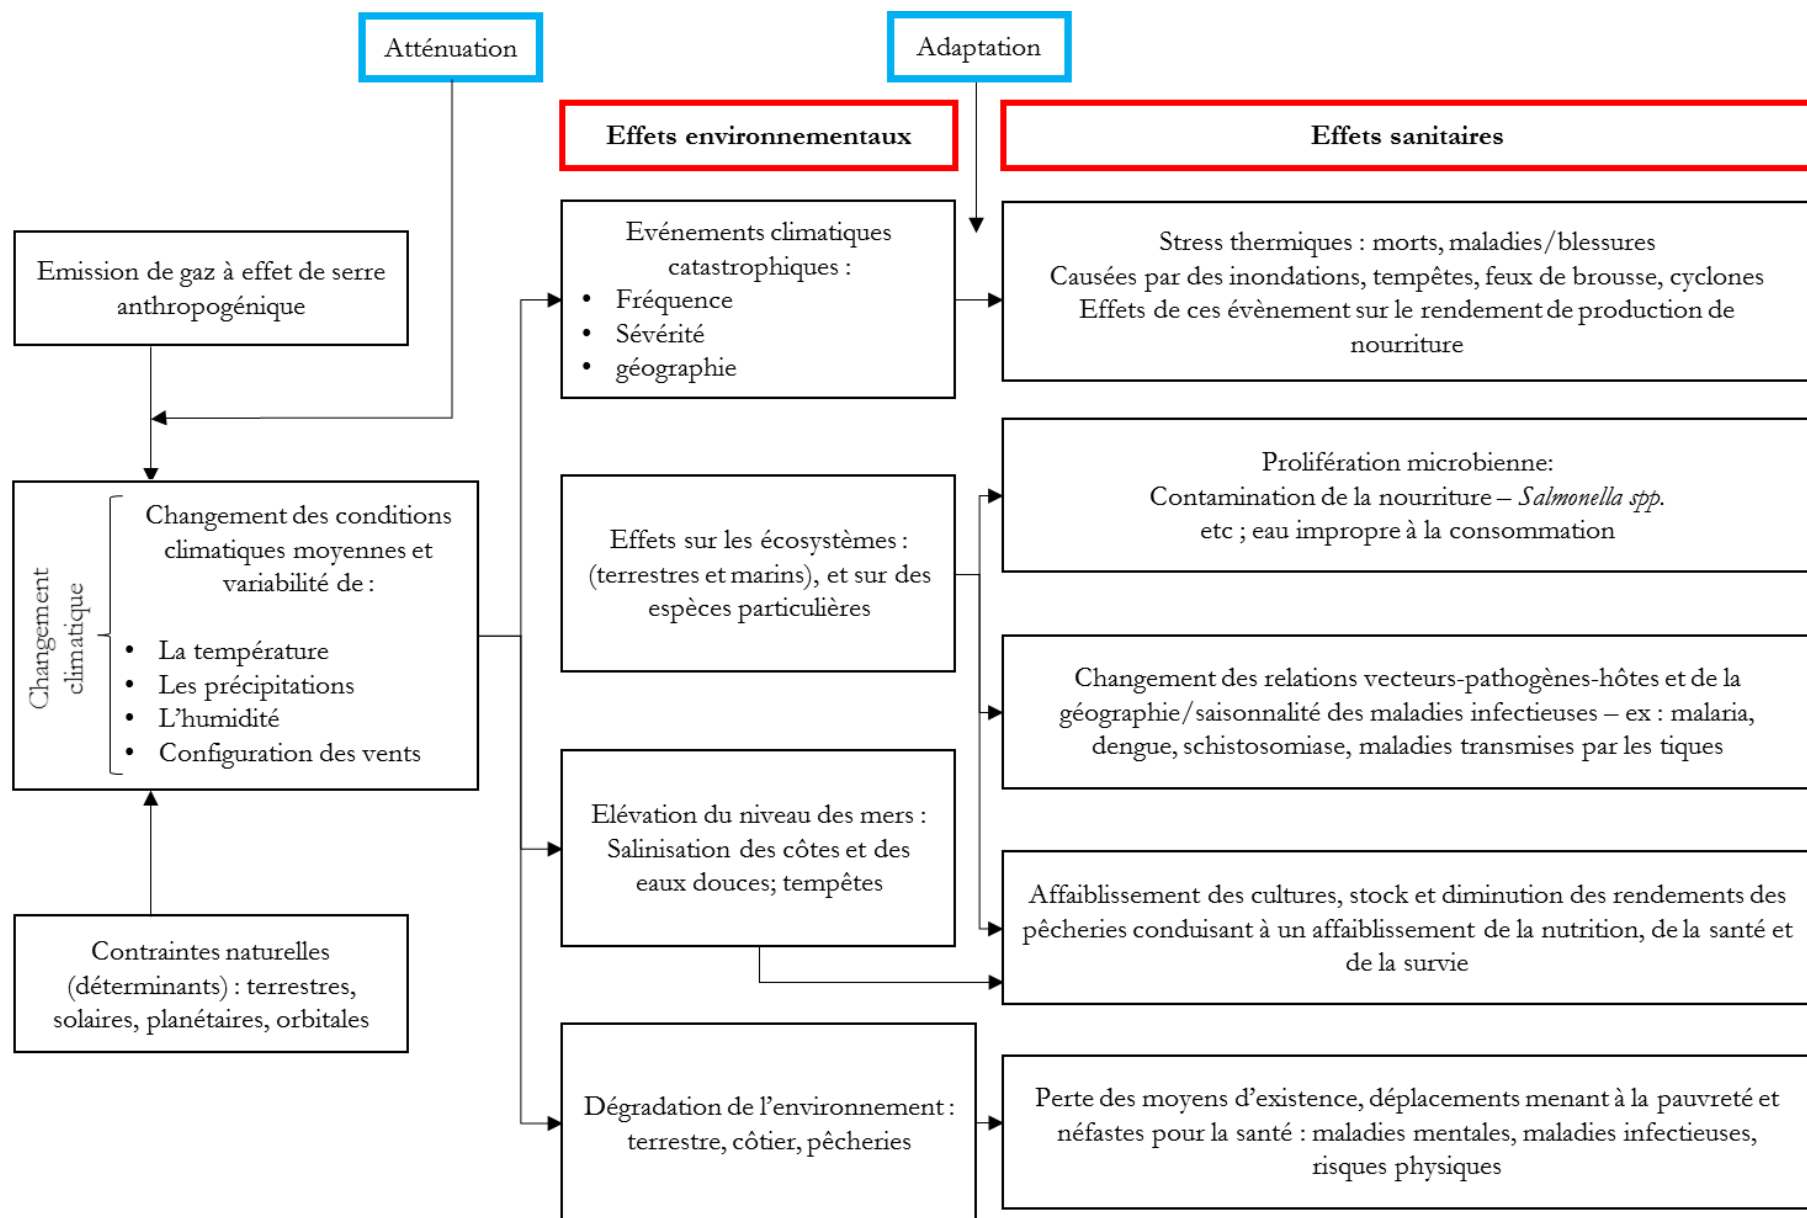 Atténuation
Adaptation
Effets environnementaux
Effets sanitaires
Emission de gaz à effet de serre
anthropogénique
Changement
climatique
Changement des conditions
climatiques moyennes et
variabilité de :
• La température
• Les précipitations
• L'humidité
• Configuration des vents
Contraintes naturelles
(déterminants) : terrestres,
solaires, planétaires, orbitales
Evénements climatiques
catastrophiques :
• Fréquence
• Sévérité
• géographie
Effets sur les écosystèmes :
(terrestres et marins), et sur des
espèces particulières
Elévation du niveau des mers :
Salinisation des côtes et des
eaux douces; tempêtes
Dégradation de l'environnement :
terrestre, côtier, pêcheries
Stress thermiques : morts, maladies/blessures
Causées par des inondations, tempêtes, feux de brousse, cyclones
Effets de ces évènement sur le rendement de production de
nourriture
Prolifération microbienne:
Contamination de la nourriture – Salmonella spp.
etc ; eau impropre à la consommation
Changement des relations vecteurs-pathogènes-hôtes et de la
géographie/saisonnalité des maladies infectieuses – ex : malaria,
dengue, schistosomiase, maladies transmises par les tiques
Affaiblissement des cultures, stock et diminution des rendements des
pêcheries conduisant à un affaiblissement de la nutrition, de la santé et
de la survie
Perte des moyens d'existence, déplacements menant à la pauvreté et
néfastes pour la santé : maladies mentales, maladies infectieuses,
risques physiques